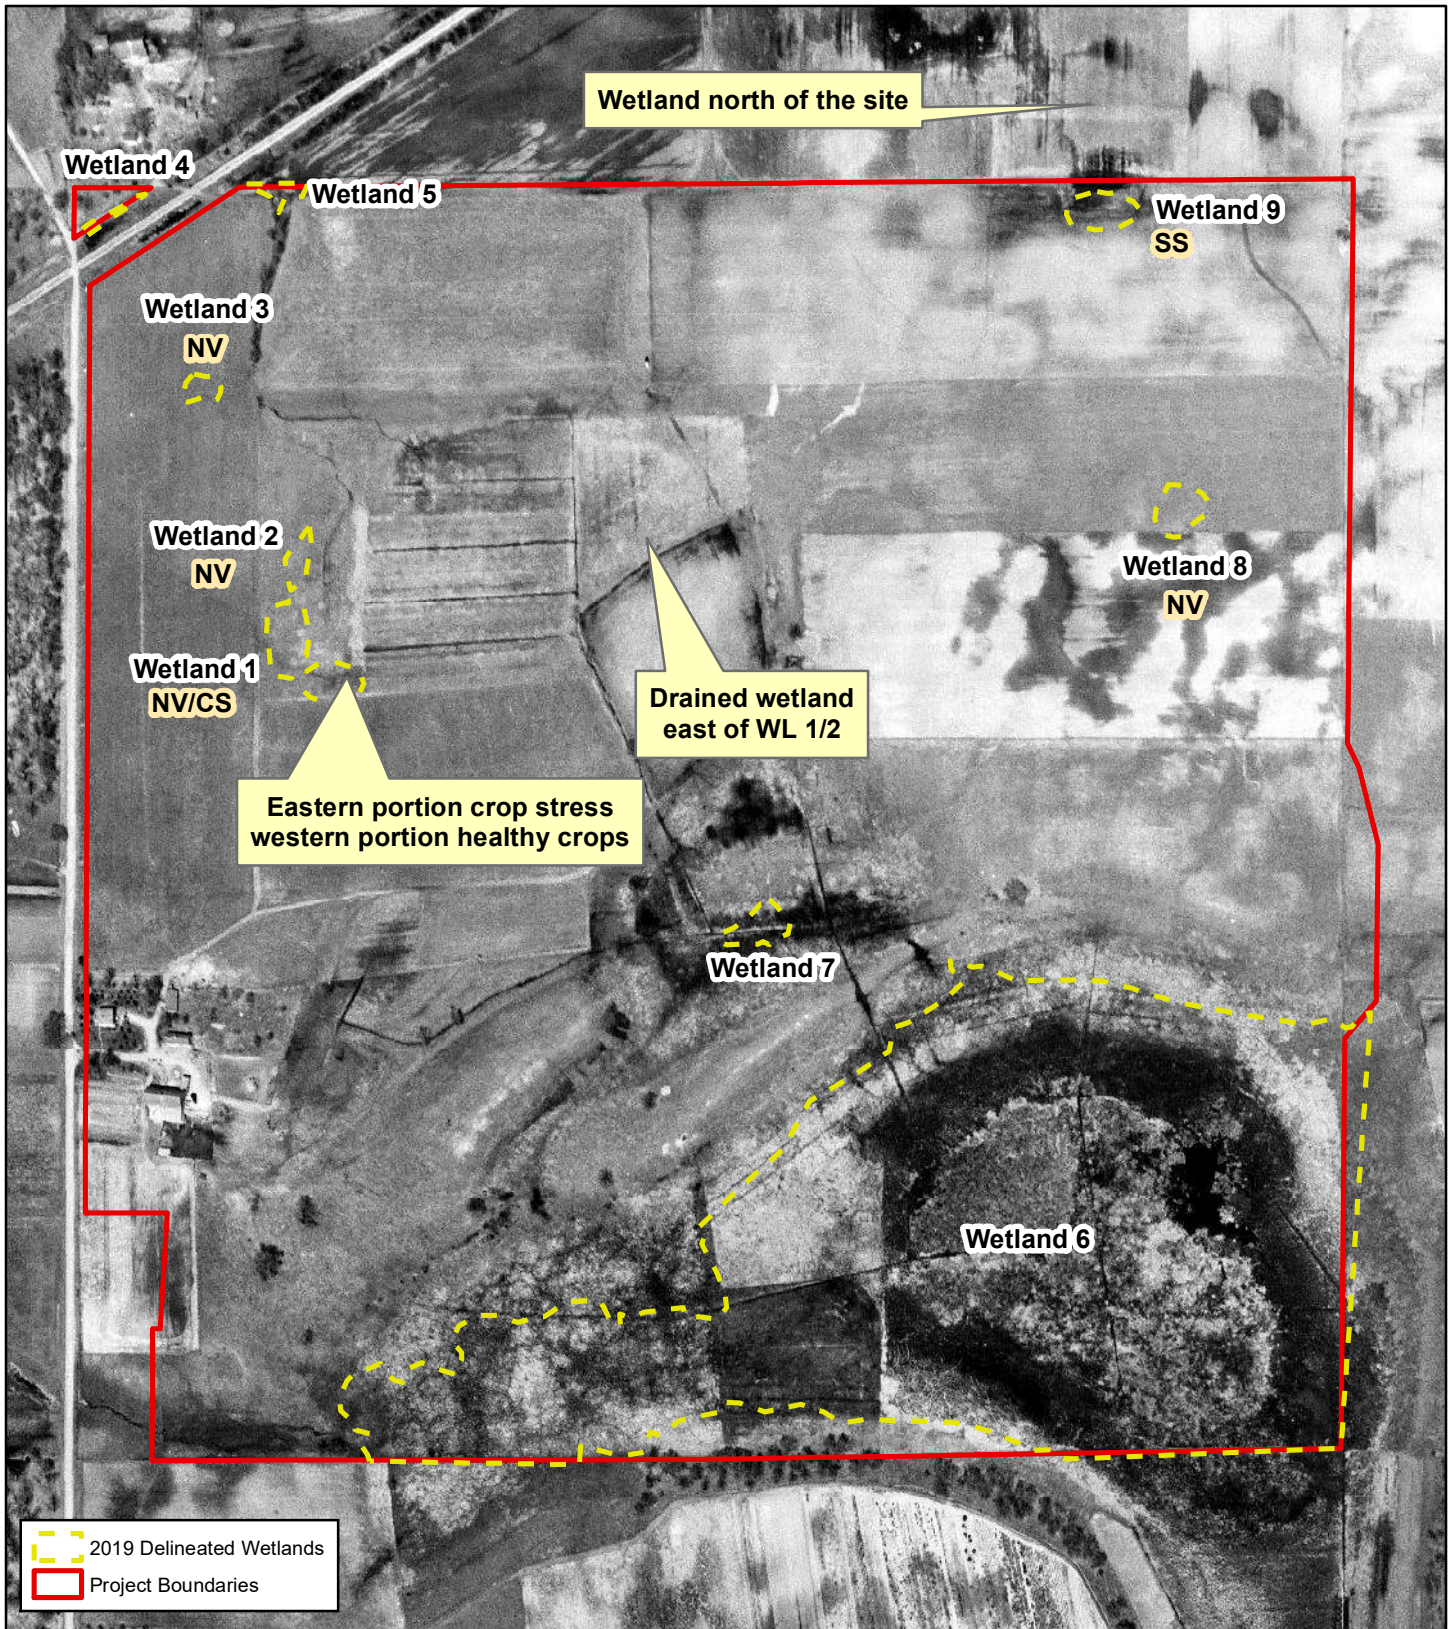 Wetland north of the site
Wetland 4
Wetland 5
Wetland 9
SS
Wetland 3
NV
Wetland 2
NV
Wetland 8
NV
Wetland 1
NV/CS
Drained wetland
east of WL 1/2
Eastern portion crop stress
western portion healthy crops
Wetland 7
Wetland 6
2019 Delineated Wetlands
Project Boundaries